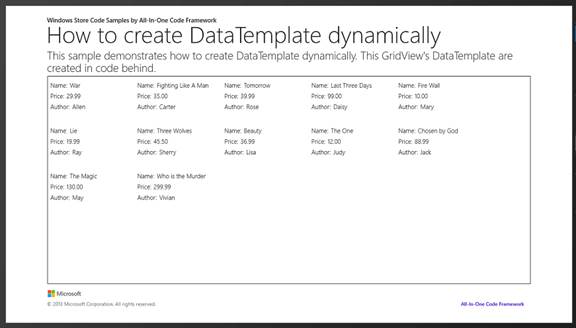 Windows Store Code Samples by All-In-One Code Framework
How to create DataTemplate dynamically
This sample demonstrates how to create DataTemplate dynamically. This GridView's DataTemplate are
created in code behind.
Name: War Name: Fighting Like A Man Name: Tomorrow Name: Last Three Days Name: Fire Wall
Price: 29.99 Price: 35.00 Price: 39.99 Price: 99.00 Price: 10.00
Author: Allen Author: Carter Author: Rose Author: Daisy Author: Mary
Name: Lie Name: Three Wolves Name: Beauty Name: The One Name: Chosen by God
Price: 19.99 Price: 45.50 Price: 36.99 Price: 12.00 Price: 88.99
Author: Ray Author: Sherry Author: Lisa Author: Judy Author: Jack
Name: The Magic Name: Who is the Murder
Price: 130.00 Price: 299.99
Author: May Author: Vivian
Microsoft
© 2013 Microsoft Corporation. All rights reserved. All-In-One Code Framework